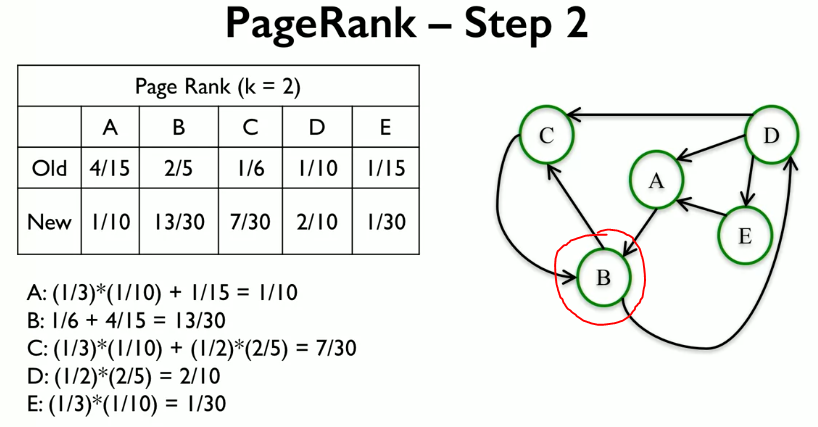 PageRank – Step 2
Page Rank (k = 2)
A B C D E
Old 4/15 2/5 1/6 1/10 1/15
New 1/10 13/30 7/30 2/10 1/30
A: (1/3)*(1/10) + 1/15 = 1/10
B: 1/6 + 4/15 = 13/30
C: (1/3)*(1/10) + (1/2)*(2/5) = 7/30
D: (1/2)*(2/5) = 2/10
E: (1/3)*(1/10) = 1/30
C
D
A
E
B